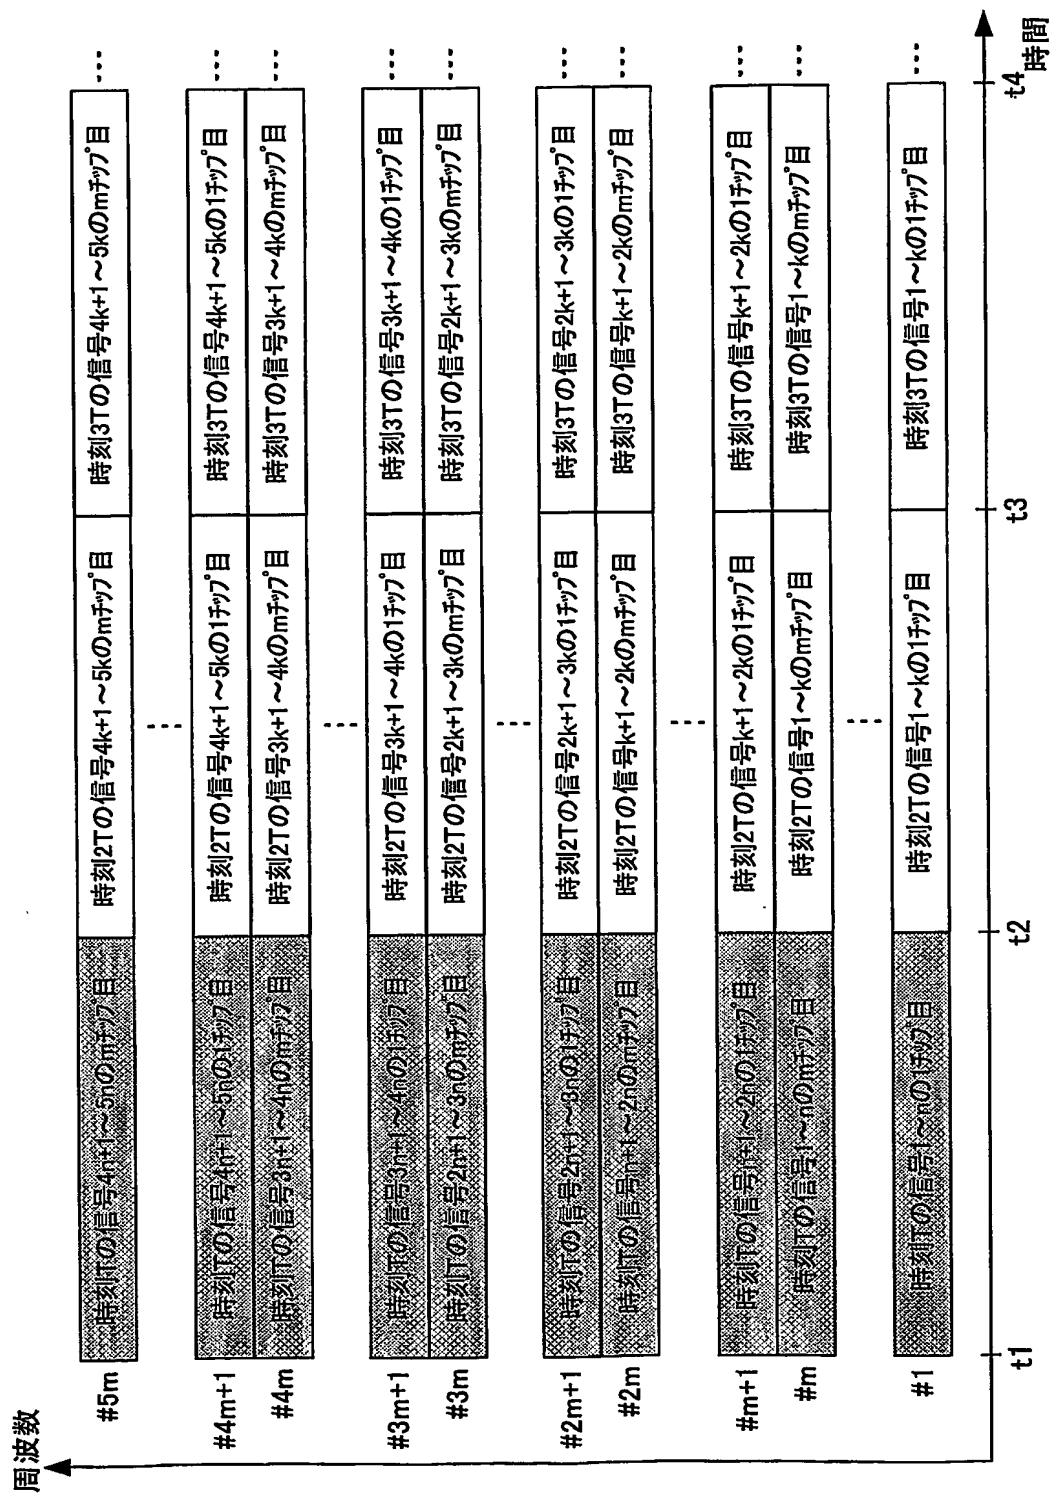 周波数
#5m
時刻Tの信号4n+1～5nのmチップ目
時刻2Tの信号4k+1～5kのmチップ目
時刻3Tの信号4k+1～5kのmチップ目
...
#4m+1
時刻Tの信号4n+1～5nの1チップ目
時刻2Tの信号4k+1～5kの1チップ目
時刻3Tの信号4k+1～5kの1チップ目
...
#4m
時刻Tの信号3n+1～4nのmチップ目
時刻2Tの信号3k+1～4kのmチップ目
時刻3Tの信号3k+1～4kのmチップ目
...
#3m+1
時刻Tの信号3n+1～4nの1チップ目
時刻2Tの信号3k+1～4kの1チップ目
時刻3Tの信号3k+1～4kの1チップ目
...
#3m
時刻Tの信号2n+1～3nのmチップ目
時刻2Tの信号2k+1～3kのmチップ目
時刻3Tの信号2k+1～3kのmチップ目
...
#2m+1
時刻Tの信号2n+1～3nの1チップ目
時刻2Tの信号2k+1～3kの1チップ目
時刻3Tの信号2k+1～3kの1チップ目
...
#2m
時刻Tの信号n+1～2nのmチップ目
時刻2Tの信号k+1～2kのmチップ目
時刻3Tの信号k+1～2kのmチップ目
...
#m+1
時刻Tの信号n+1～2nの1チップ目
時刻2Tの信号k+1～2kの1チップ目
時刻3Tの信号k+1～2kの1チップ目
...
#m
時刻Tの信号1～nのmチップ目
時刻2Tの信号1～kのmチップ目
時刻3Tの信号1～kのmチップ目
...
#1
時刻Tの信号1～nの1チップ目
時刻2Tの信号1～kの1チップ目
時刻3Tの信号1～kの1チップ目
...
t1
t2
t3
t4
時間